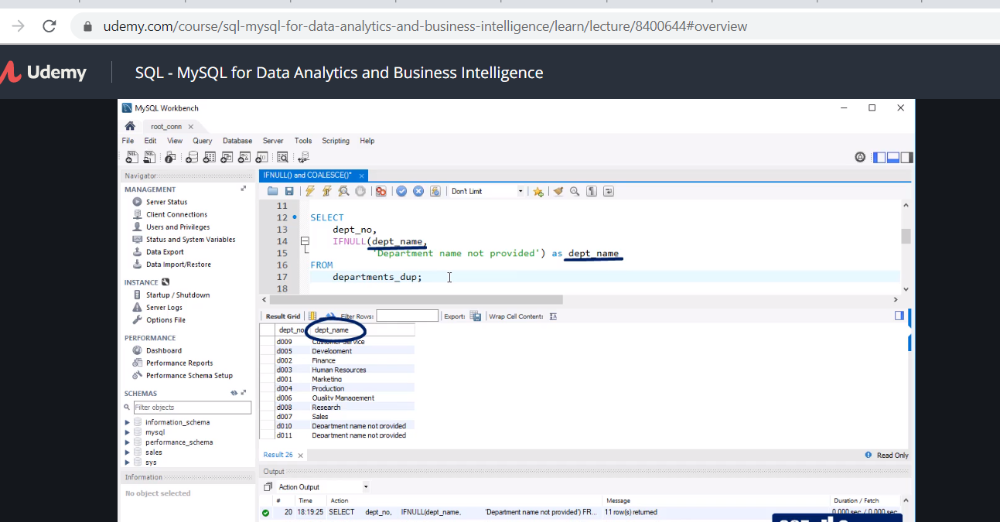 udemy.com/course/sql-mysql-for-data-analytics-and-business-intelligence/learn/lecture/8400644#overview
Udemy SQL - MySQL for Data Analytics and Business Intelligence
MySQL Workbench
root_conn
File Edit View Query Database Server Tools Scripting Help
Navigator
IFNULL() and COALESCE()*
MANAGEMENT
Server Status
Client Connections
Users and Privileges
Status and System Variables
Data Export
Data Import/Restore
INSTANCE
Startup / Shutdown
Server Logs
Options File
PERFORMANCE
Dashboard
Performance Reports
Performance Schema Setup
SCHEMAS
Filter objects
information_schema
mysql
performance_schema
sales
sys
Information
No object selected
Don't Limit
11
12 SELECT
13 dept_no,
14 IFNULL(dept_name,
15 'Department name not provided') as dept_name
16 FROM
17 departments_dup;
18
Result Grid Filter Rows: Export: Wrap Cell Content:
dept_no dept_name
d009 Customer Service
d005 Development
d002 Finance
d003 Human Resources
d001 Marketing
d004 Production
d006 Quality Management
d008 Research
d007 Sales
d010 Department name not provided
d011 Department name not provided
Result 26 Read Only
Output
Action Output
# Time Action Message Duration / Fetch
20 18:19:25 SELECT dept_no, IFNULL(dept_name, 'Department name not provided') FR... 11 row(s) returned 0.000 sec / 0.000 sec